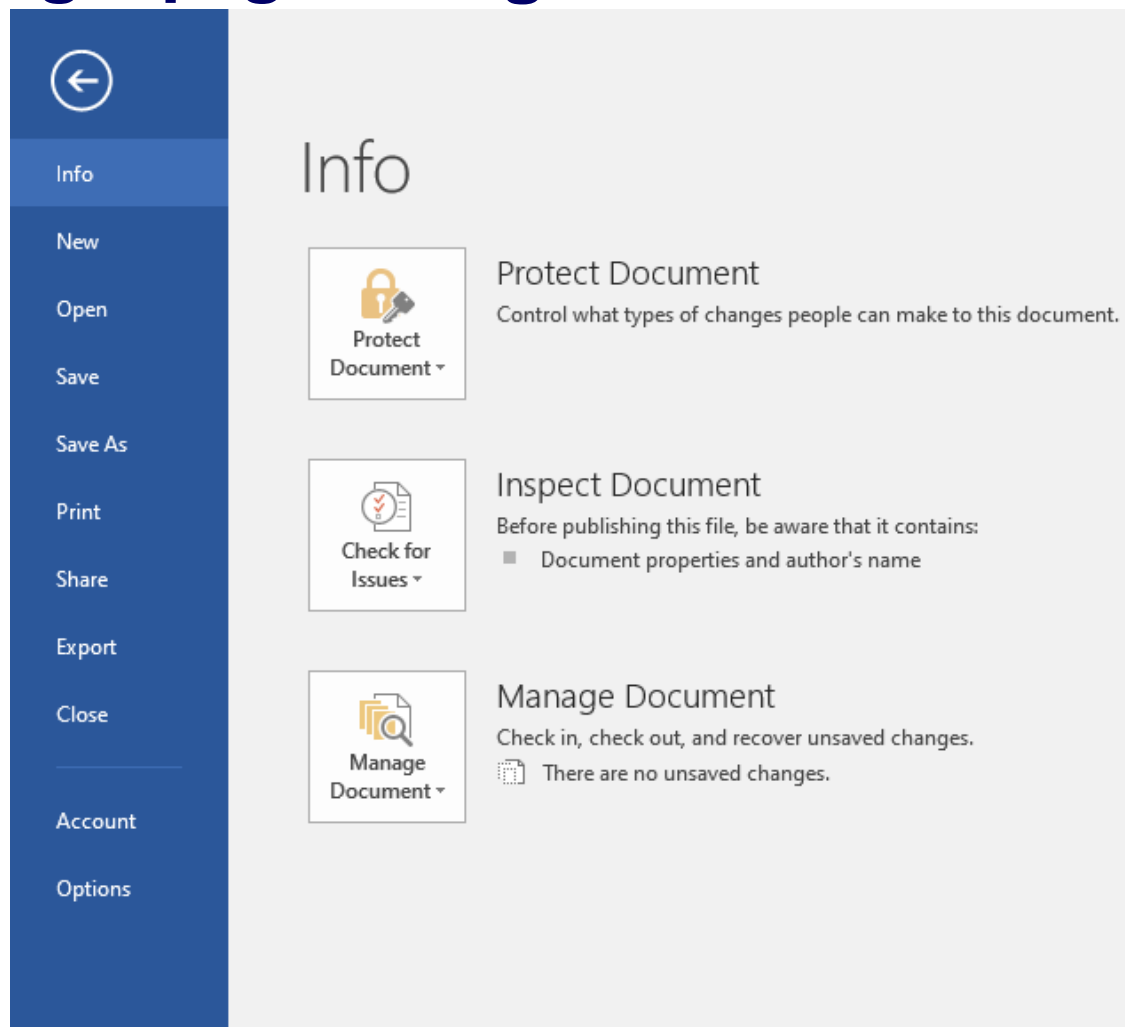 Info
New
Open
Save
Save As
Print
Share
Export
Close
Account
Options
Info
Protect
Document
Protect Document
Control what types of changes people can make to this document.
Check for
Issues
Inspect Document
Before publishing this file, be aware that it contains:
Document properties and author's name
Manage
Document
Manage Document
Check in, check out, and recover unsaved changes.
There are no unsaved changes.